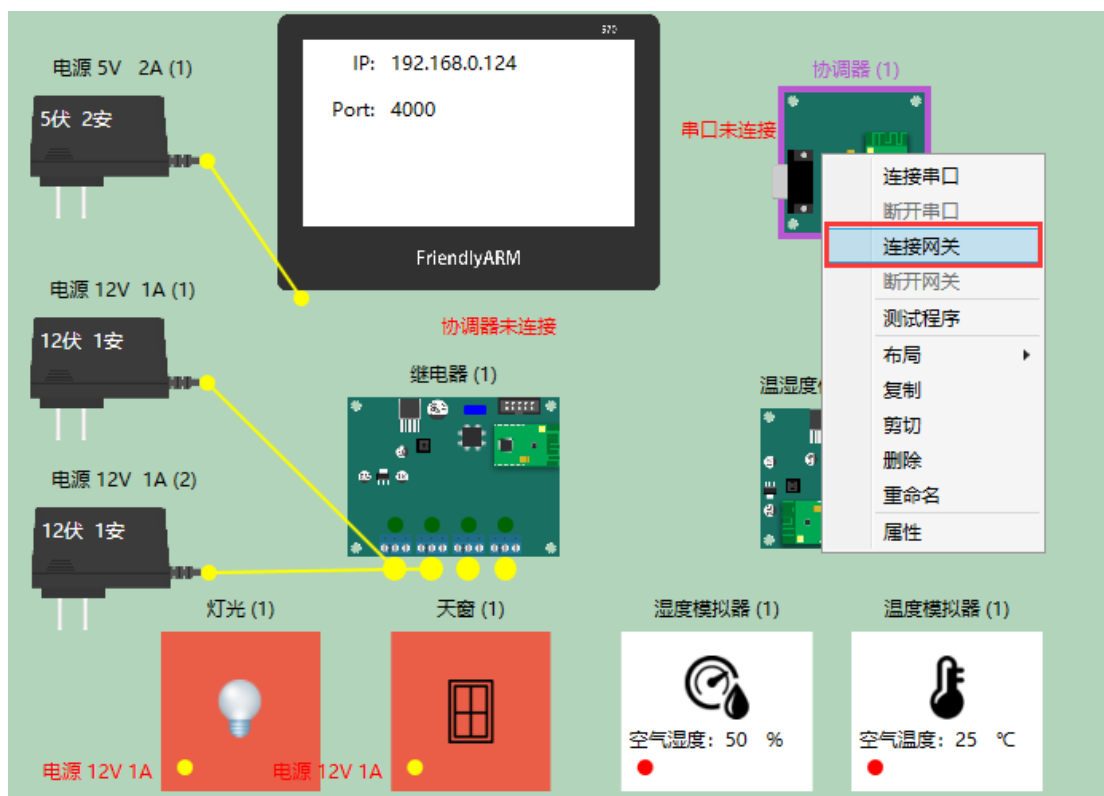 S70
电源 5V 2A (1)
5伏 2安
IP: 192.168.0.124
Port: 4000
FriendlyARM
协调器 (1)
串口未连接
连接串口
断开串口
连接网关
断开网关
测试程序
布局
复制
剪切
删除
重命名
属性
电源 12V 1A (1)
12伏 1安
协调器未连接
继电器 (1)
温湿度
电源 12V 1A (2)
12伏 1安
灯光 (1)
天窗 (1)
湿度模拟器 (1)
温度模拟器 (1)
电源 12V 1A
电源 12V 1A
空气湿度: 50 %
空气温度: 25 ℃